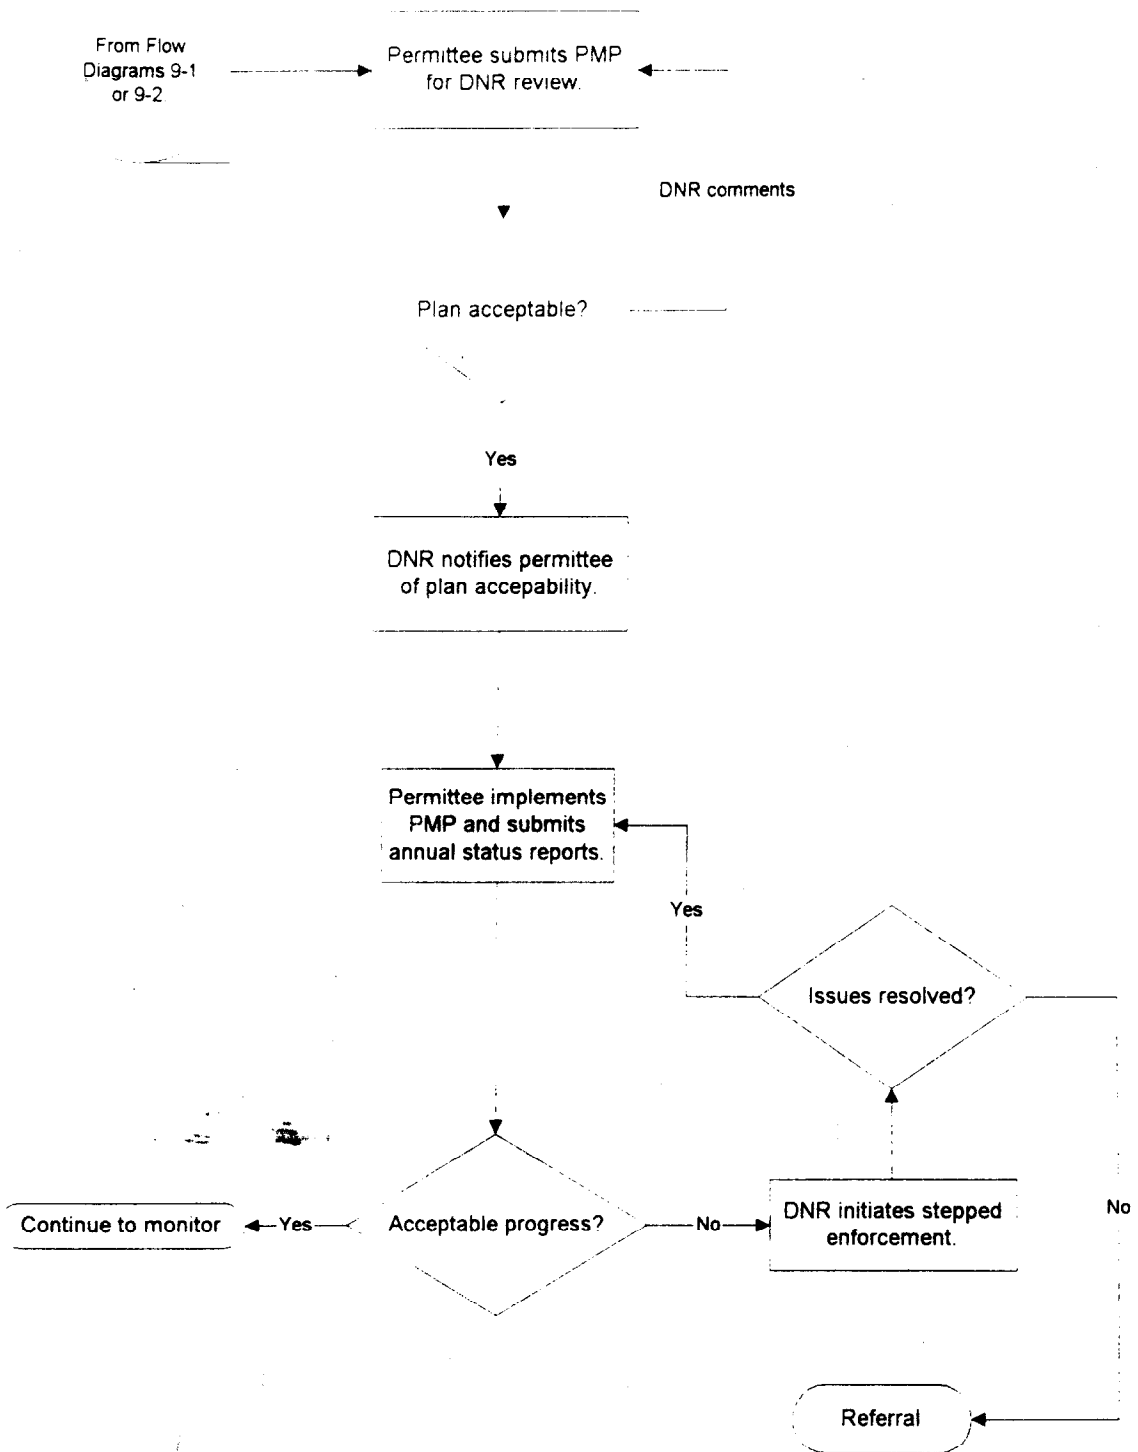 From Flow
Diagrams 9-1
or 9-2
Permittee submits PMP
for DNR review.
DNR comments
Plan acceptable?
Yes
DNR notifies permittee
of plan accepability.
Permittee implements
PMP and submits
annual status reports.
Yes
Issues resolved?
Continue to monitor
Yes
Acceptable progress?
No
DNR initiates stepped
enforcement.
No
Referral